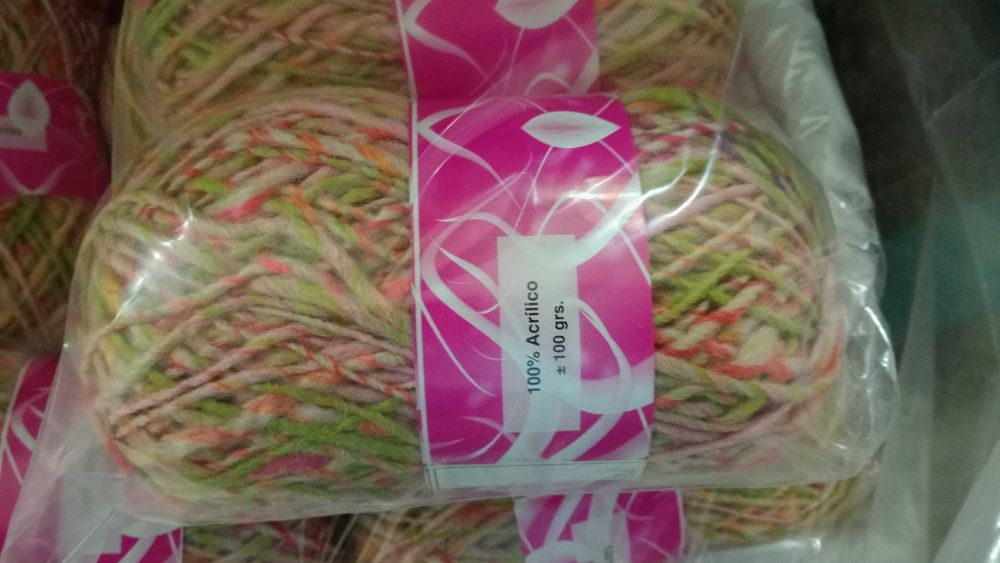 100% Acrílico
± 100 grs.